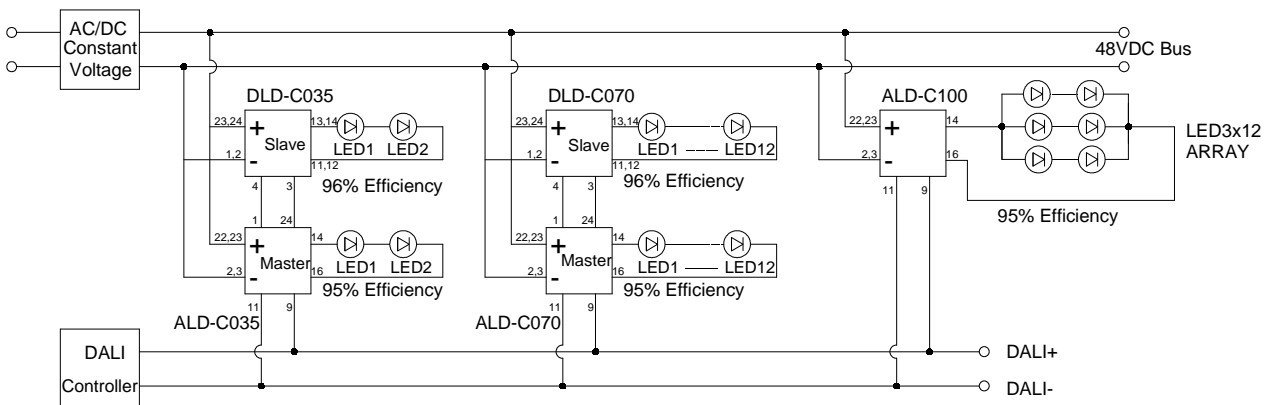 AC/DC
Constant
Voltage
48VDC Bus
DLD-C035
23,24
+
Slave
13,14
LED1
LED2
1,2
-
11,12
96% Efficiency
4
3
1
24
22,23
+
Master
14
LED1
LED2
2,3
-
16
95% Efficiency
11
9
ALD-C035
DLD-C070
23,24
+
Slave
13,14
LED1
LED12
1,2
-
11,12
96% Efficiency
4
3
1
24
22,23
+
Master
14
LED1
LED12
2,3
-
16
95% Efficiency
11
9
ALD-C070
ALD-C100
22,23
+
14
2,3
-
16
11
9
LED3x12
ARRAY
95% Efficiency
DALI
Controller
DALI+
DALI-